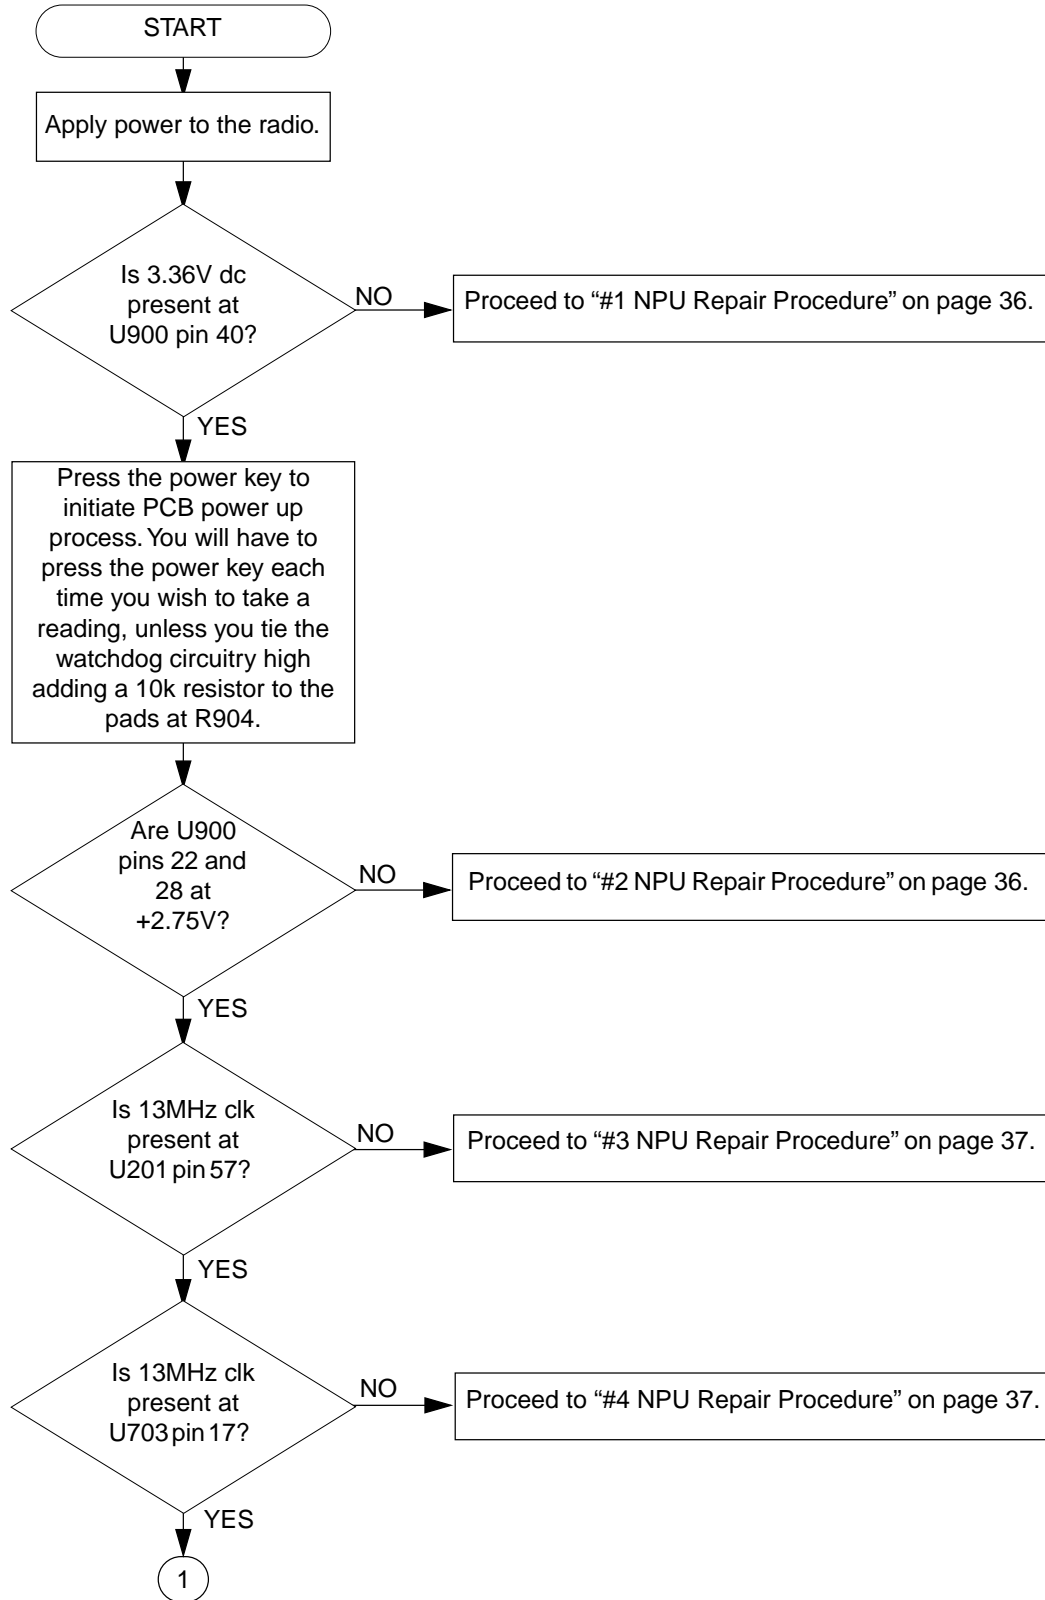 START
Apply power to the radio.
Is 3.36V dc
present at
U900 pin 40?
NO
Proceed to “#1 NPU Repair Procedure” on page 36.
YES
Press the power key to
initiate PCB power up
process. You will have to
press the power key each
time you wish to take a
reading, unless you tie the
watchdog circuitry high
adding a 10k resistor to the
pads at R904.
Are U900
pins 22 and
28 at
+2.75V?
NO
Proceed to “#2 NPU Repair Procedure” on page 36.
YES
Is 13MHz clk
present at
U201 pin 57?
NO
Proceed to “#3 NPU Repair Procedure” on page 37.
YES
Is 13MHz clk
present at
U703 pin 17?
NO
Proceed to “#4 NPU Repair Procedure” on page 37.
YES
1